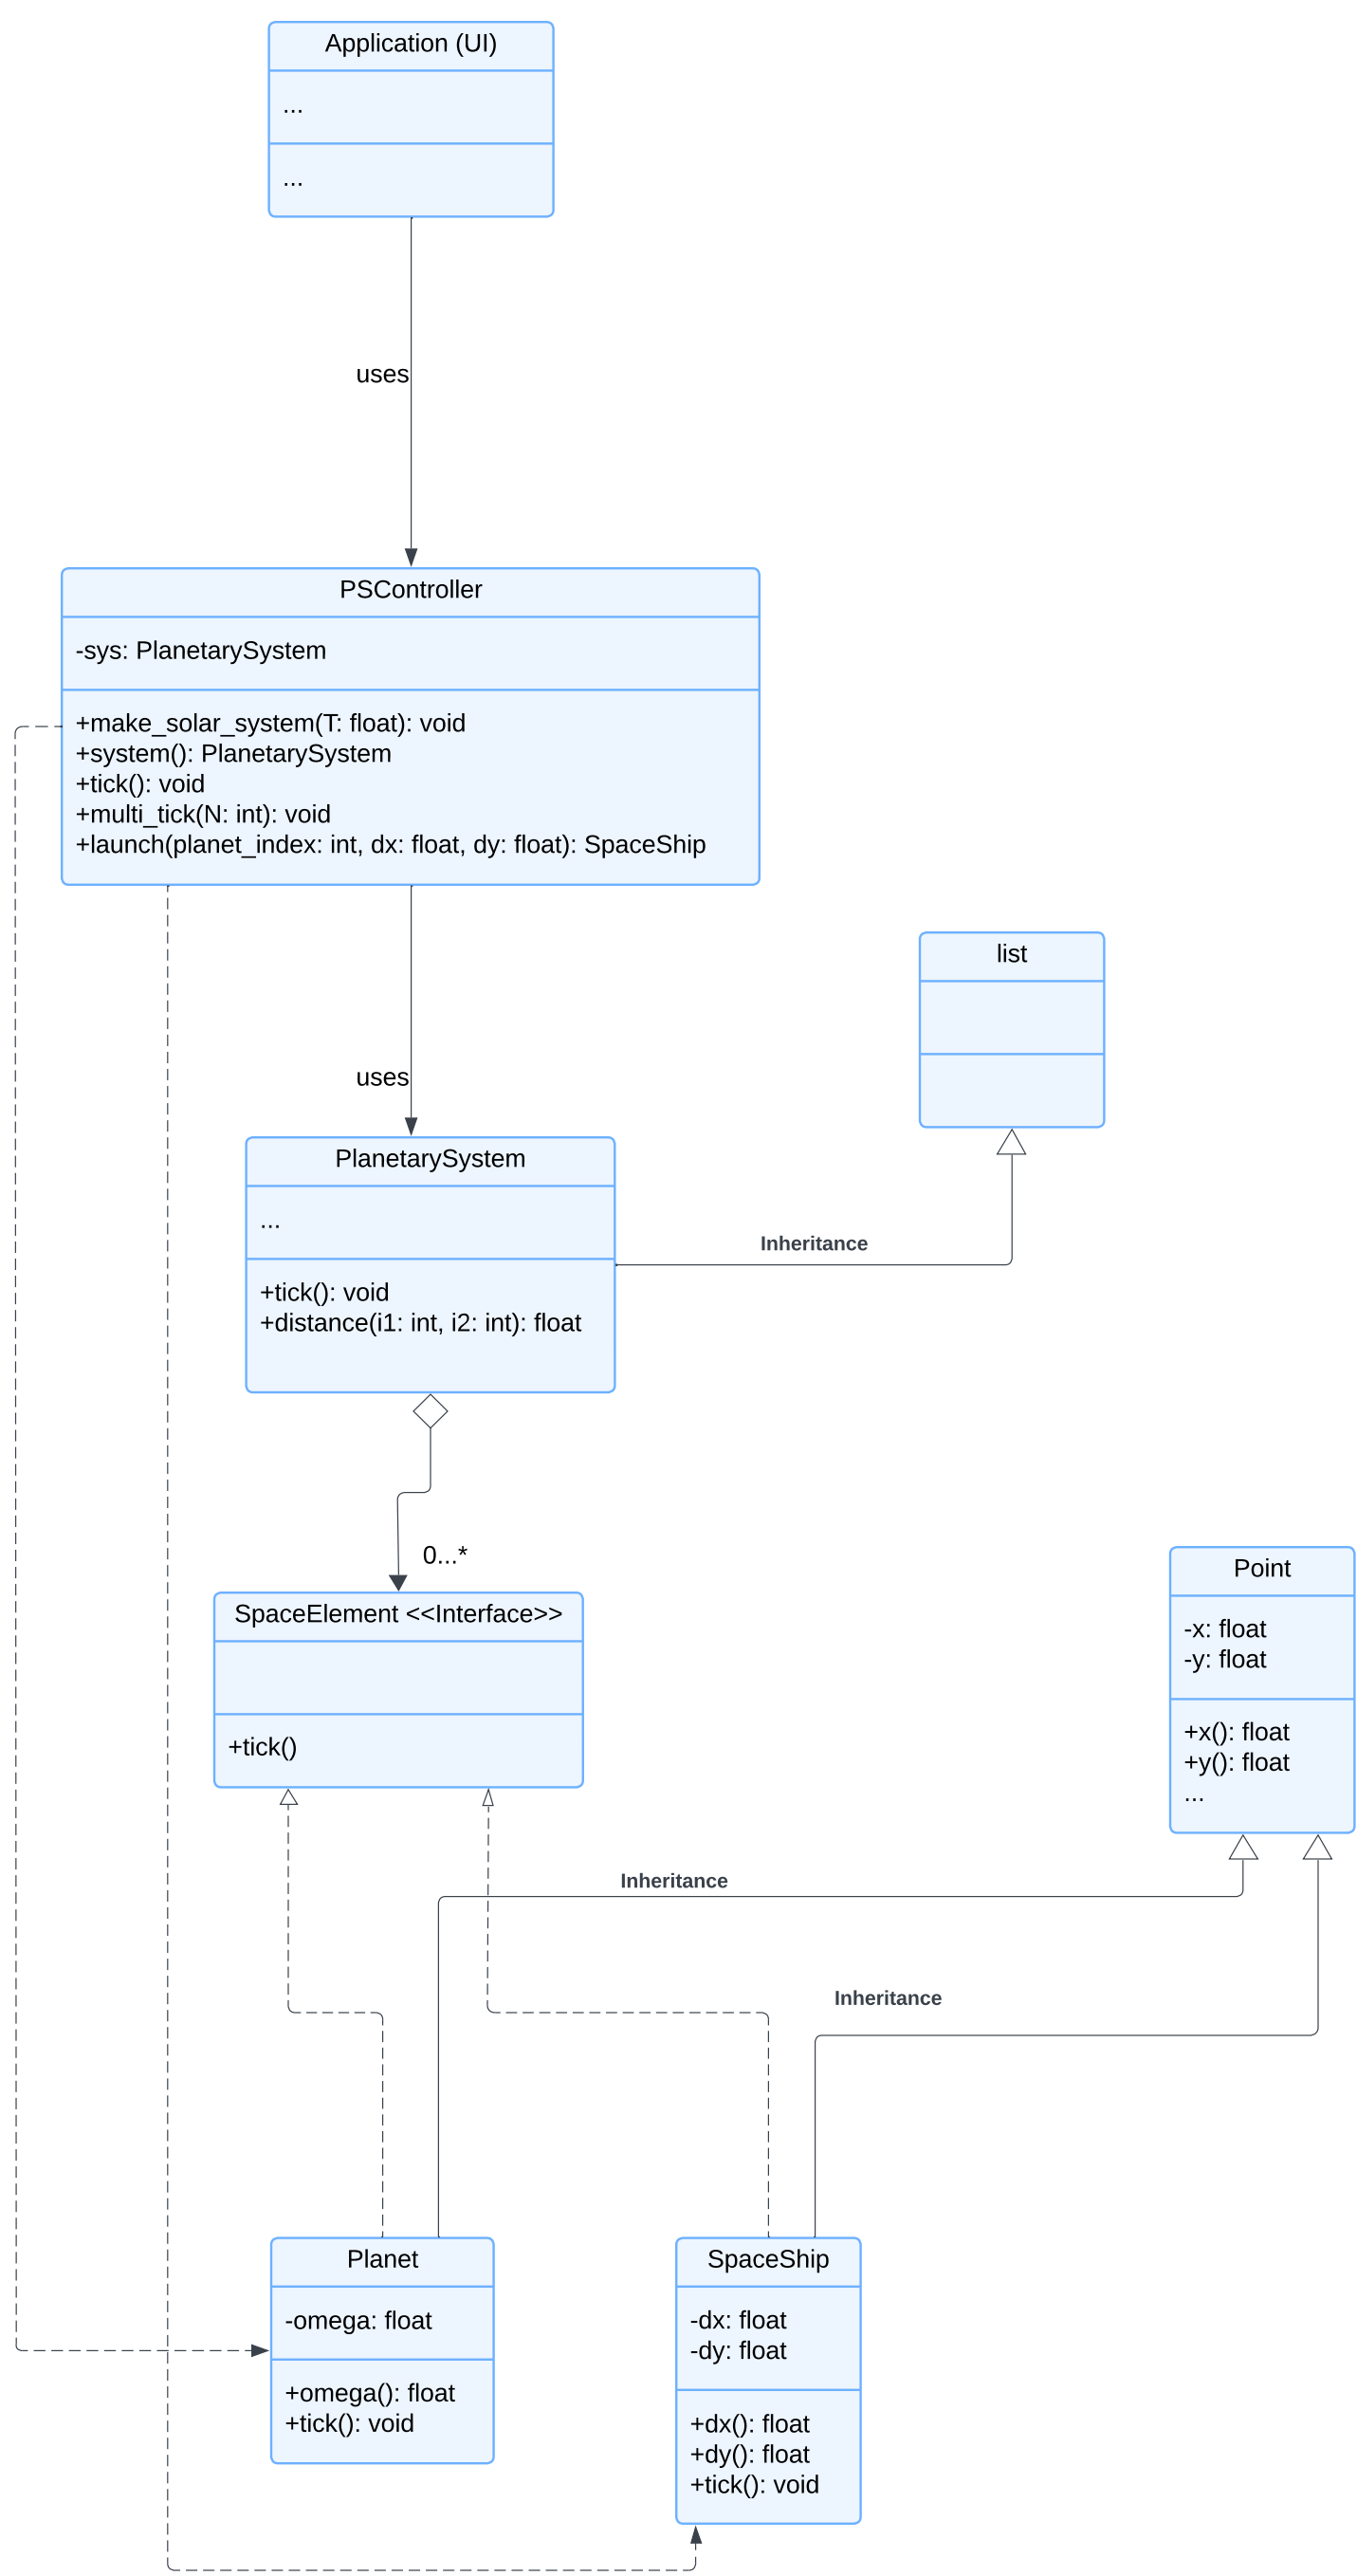 Application (UI)
...
...
uses
PSController
-sys: PlanetarySystem
+make_solar_system(T: float): void
+system(): PlanetarySystem
+tick(): void
+multi_tick(N: int): void
+launch(planet_index: int, dx: float, dy: float): SpaceShip
list
uses
PlanetarySystem
...
+tick(): void
+distance(i1: int, i2: int): float
Inheritance
0...*
SpaceElement <<Interface>>
+tick()
Point
-x: float
-y: float
+x(): float
+y(): float
...
Inheritance
Inheritance
Planet
-omega: float
+omega(): float
+tick(): void
SpaceShip
-dx: float
-dy: float
+dx(): float
+dy(): float
+tick(): void